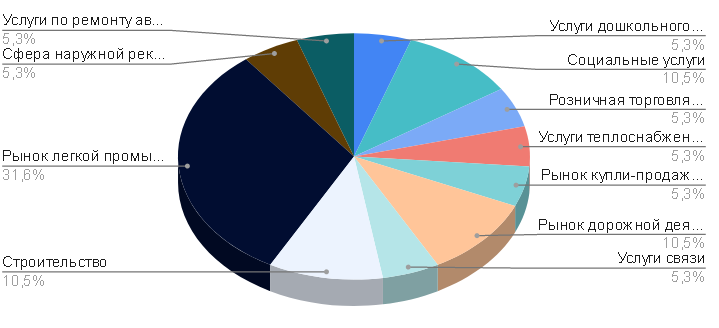 Услуги по ремонту ав...
5,3%
Сфера наружной рек...
5,3%
Рынок легкой промы...
31,6%
Строительство
10,5%
Услуги дошкольного...
5,3%
Социальные услуги
10,5%
Розничная торговля...
5,3%
Услуги теплоснабжен...
5,3%
Рынок купли-продаж...
5,3%
Рынок дорожной дея...
10,5%
Услуги связи
5,3%